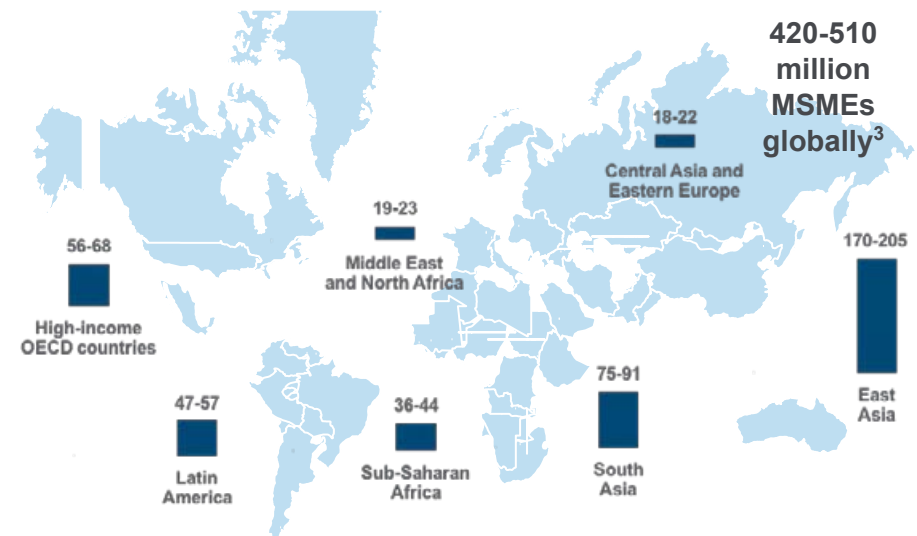 420-510
million
MSMEs
globally3
18-22
Central Asia and
Eastern Europe
19-23
Middle East
and North Africa
56-68
High-income
OECD countries
170-205
East
Asia
75-91
South
Asia
47-57
Latin
America
36-44
Sub-Saharan
Africa